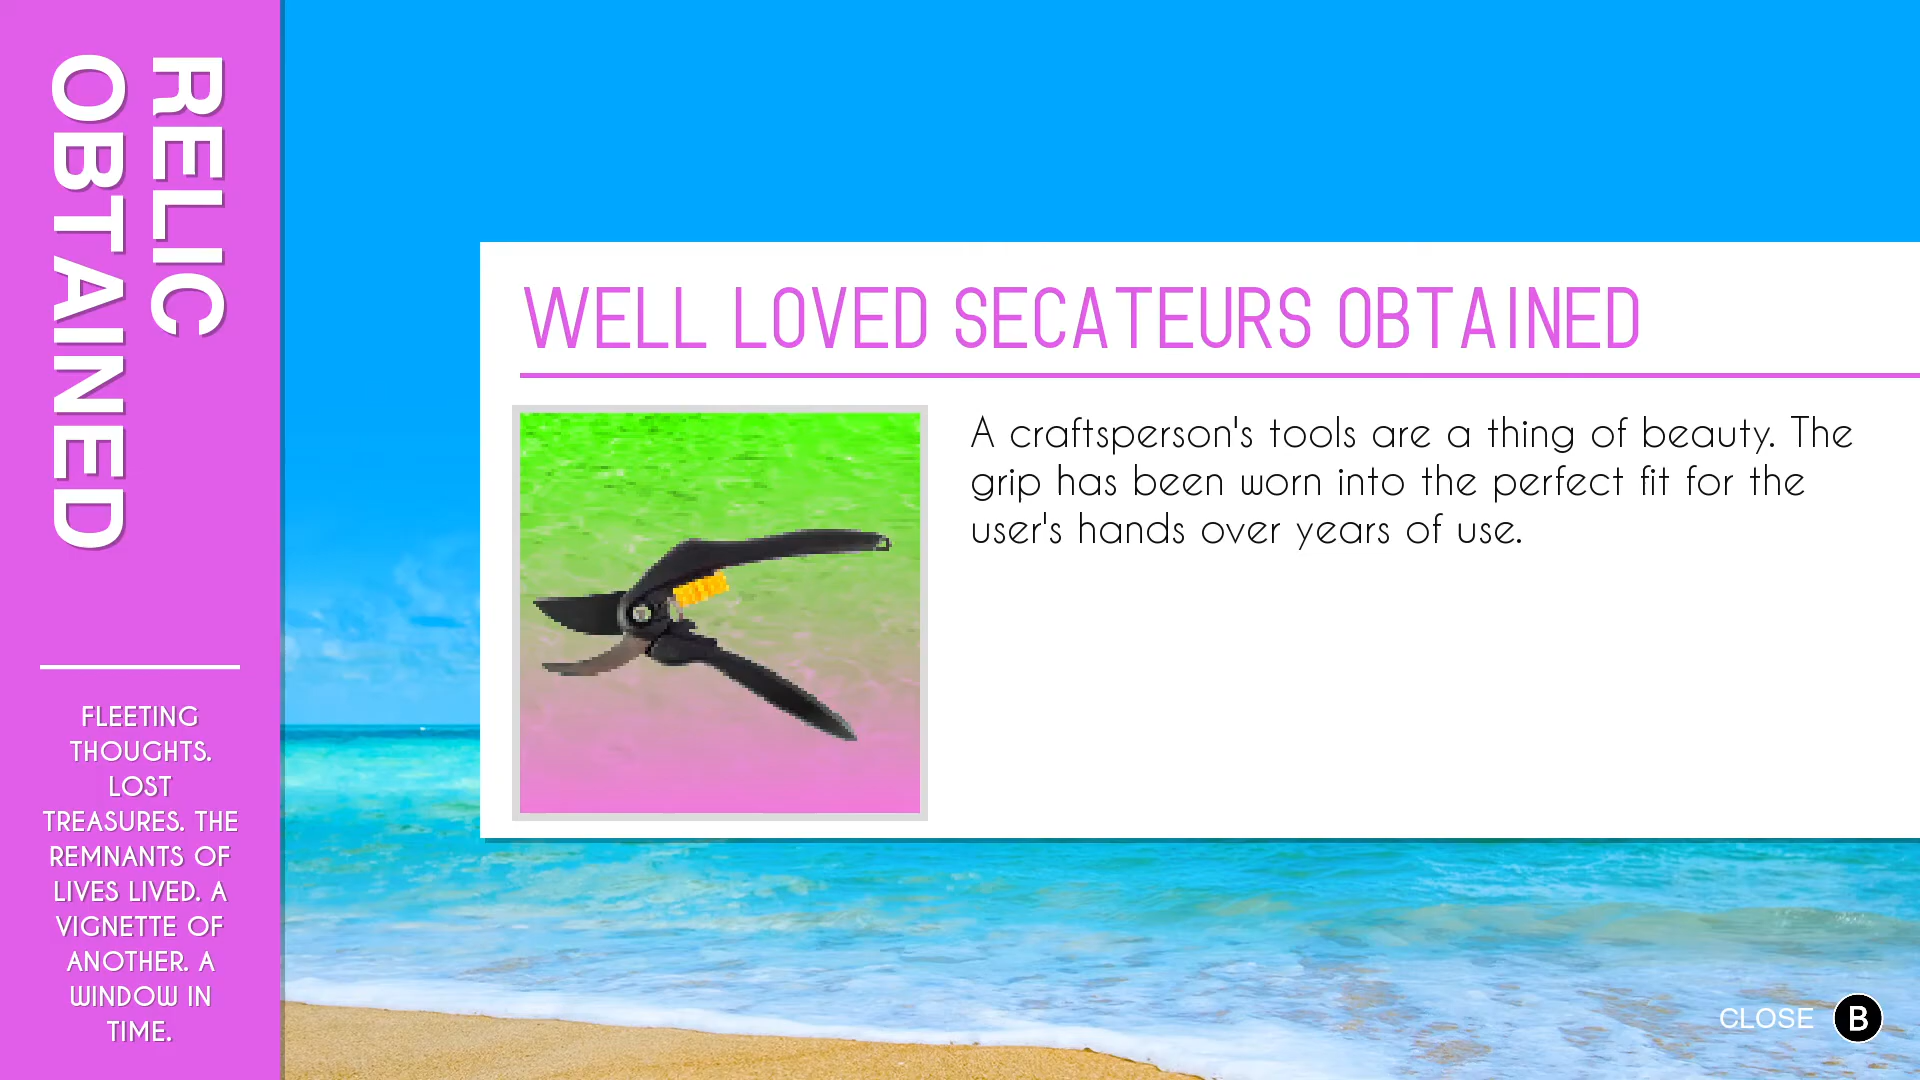 RELIC
OBTAINED
FLEETING
THOUGHTS.
LOST
TREASURES. THE
REMNANTS OF
LIVES LIVED. A
VIGNETTE OF
ANOTHER. A
WINDOW IN
TIME.
WELL LOVED SECATEURS OBTAINED
A craftsperson's tools are a thing of beauty. The
grip has been worn into the perfect fit for the
user's hands over years of use.
CLOSE B